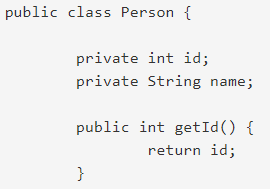 public class Person {
private int id;
private String name;
public int getId() {
return id;
}